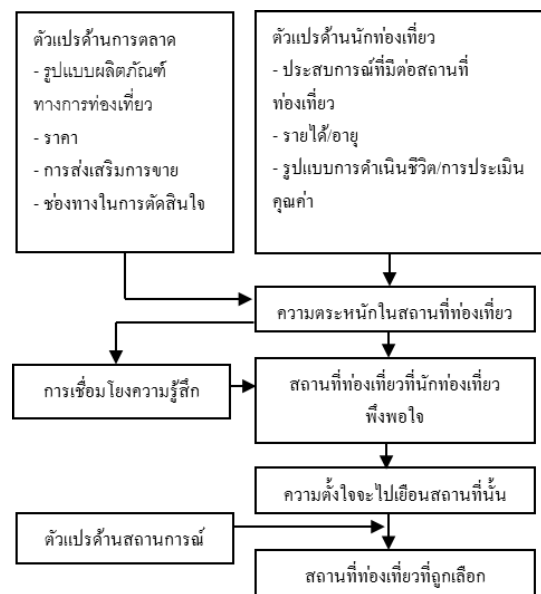 ตัวแปรด้านการตลาด
- รูปแบบผลิตภัณฑ์
ทางการท่องเที่ยว
- ราคา
- การส่งเสริมการขาย
- ช่องทางในการตัดสินใจ
ตัวแปรด้านนักท่องเที่ยว
- ประสบการณ์ที่มีต่อสถานที่
ท่องเที่ยว
- รายได้/อายุ
- รูปแบบการดำเนินชีวิต/การประเมิน
คุณค่า
ความตระหนักในสถานที่ท่องเที่ยว
การเชื่อมโยงความรู้สึก
สถานที่ท่องเที่ยวที่นักท่องเที่ยว
พึงพอใจ
ความตั้งใจจะไปเยือนสถานที่นั้น
ตัวแปรด้านสถานการณ์
สถานที่ท่องเที่ยวที่ถูกเลือก